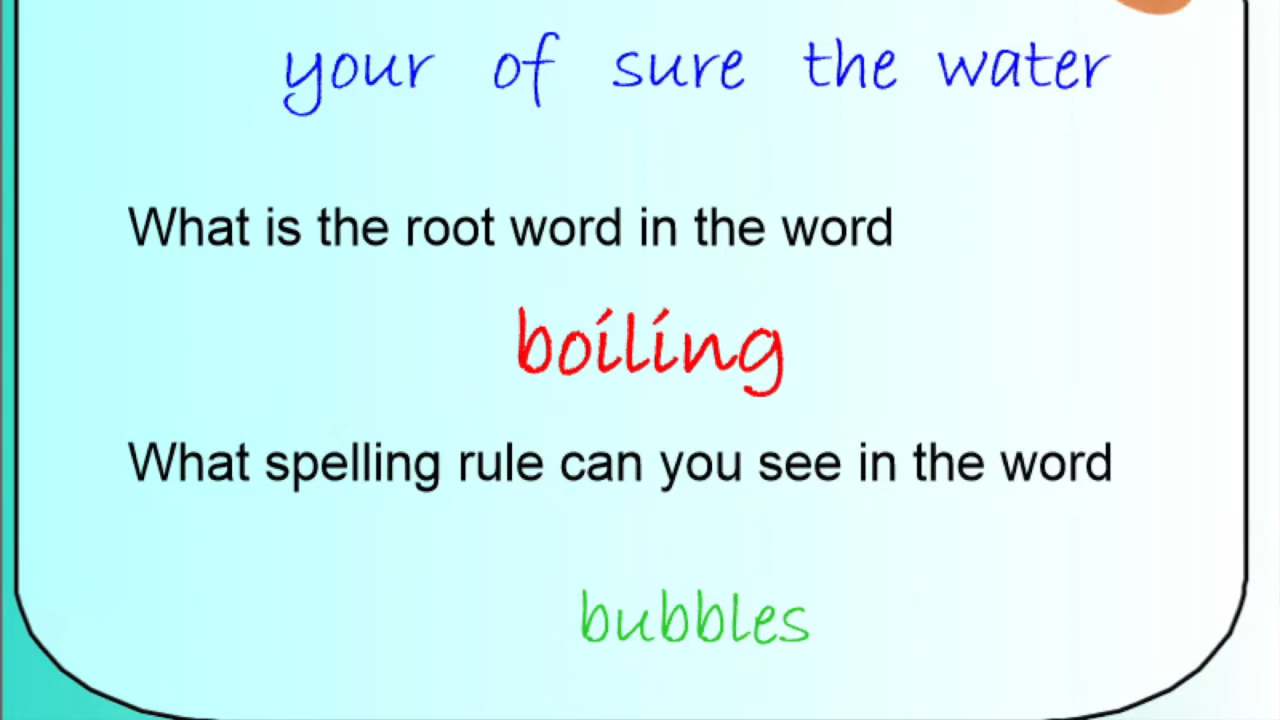 your of sure the water
What is the root word in the word
boiling
What spelling rule can you see in the word
bubbles